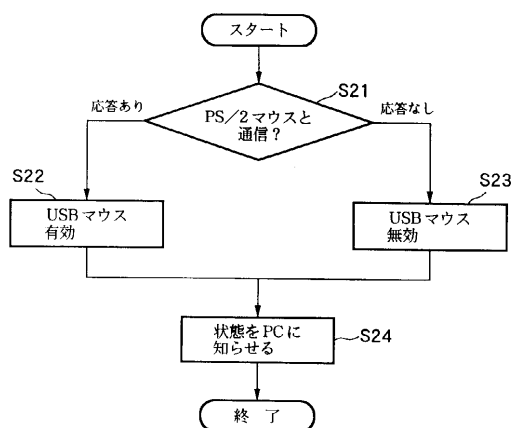 スタート
S21
PS/2マウスと
通信?
応答あり
応答なし
S22
USBマウス
有効
S23
USBマウス
無効
状態をPCに
知らせる
S24
終 了